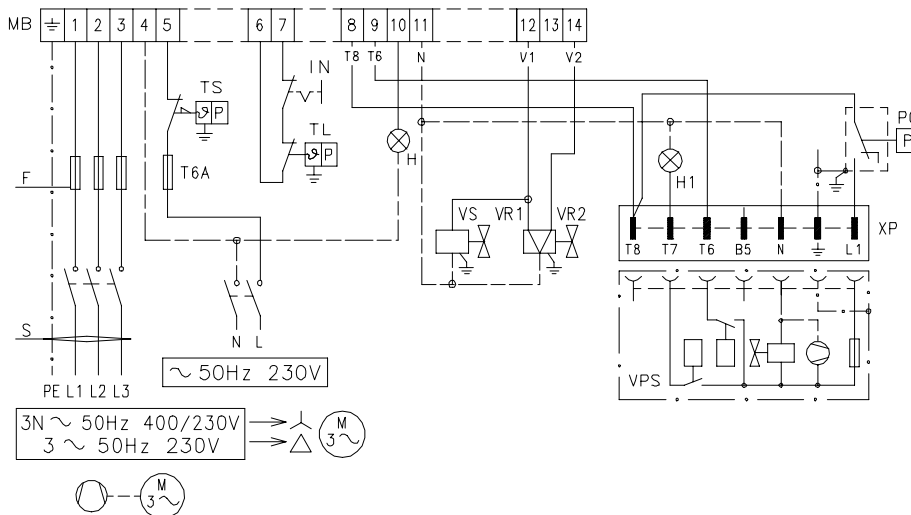 MB 1 2 3 4 5 6 7 8 9 10 11 12 13 14
T8 T6 N V1 V2
IN
TS
ϑ P
TL
ϑ P
H
T6A
F
H1
P
VS VR1 VR2
XP
T8 T7 T6 B5 N L1
S
N L
PE L1 L2 L3
VPS
~ 50Hz 230V
3N ~ 50Hz 400/230V
3 ~ 50Hz 230V
M
3~
M
3~